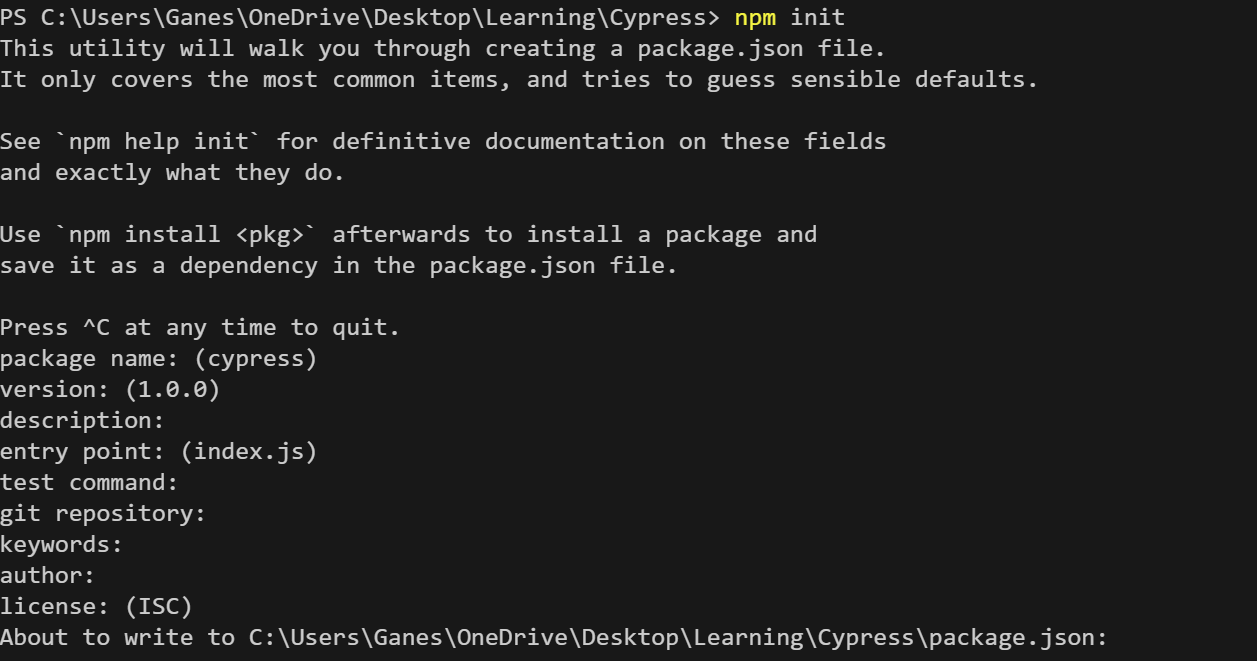 PS C:\Users\Ganes\OneDrive\Desktop\Learning\Cypress> npm init
This utility will walk you through creating a package.json file.
It only covers the most common items, and tries to guess sensible defaults.
See `npm help init` for definitive documentation on these fields
and exactly what they do.
Use `npm install <pkg>` afterwards to install a package and
save it as a dependency in the package.json file.
Press ^C at any time to quit.
package name: (cypress)
version: (1.0.0)
description:
entry point: (index.js)
test command:
git repository:
keywords:
author:
license: (ISC)
About to write to C:\Users\Ganes\OneDrive\Desktop\Learning\Cypress\package.json: